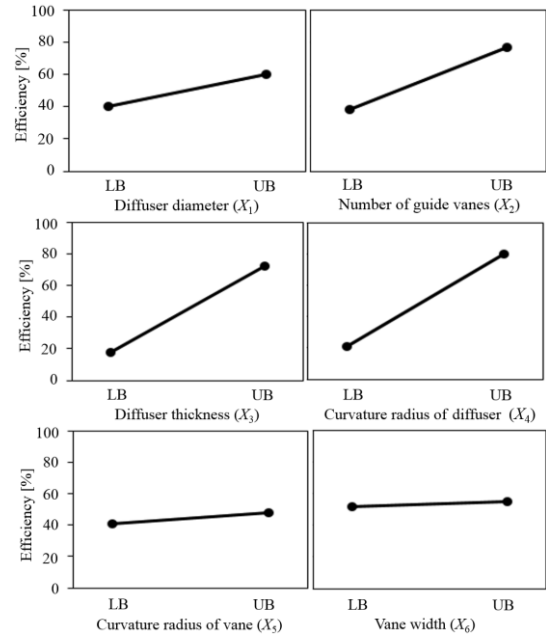 100
80
60
40
20
0
Efficiency [%]
LB UB LB UB
Diffuser diameter (X1) Number of guide vanes (X2)
100
80
60
40
20
0
Efficiency [%]
LB UB LB UB
Diffuser thickness (X3) Curvature radius of diffuser (X4)
100
80
60
40
20
0
Efficiency [%]
LB UB LB UB
Curvature radius of vane (X5) Vane width (X6)